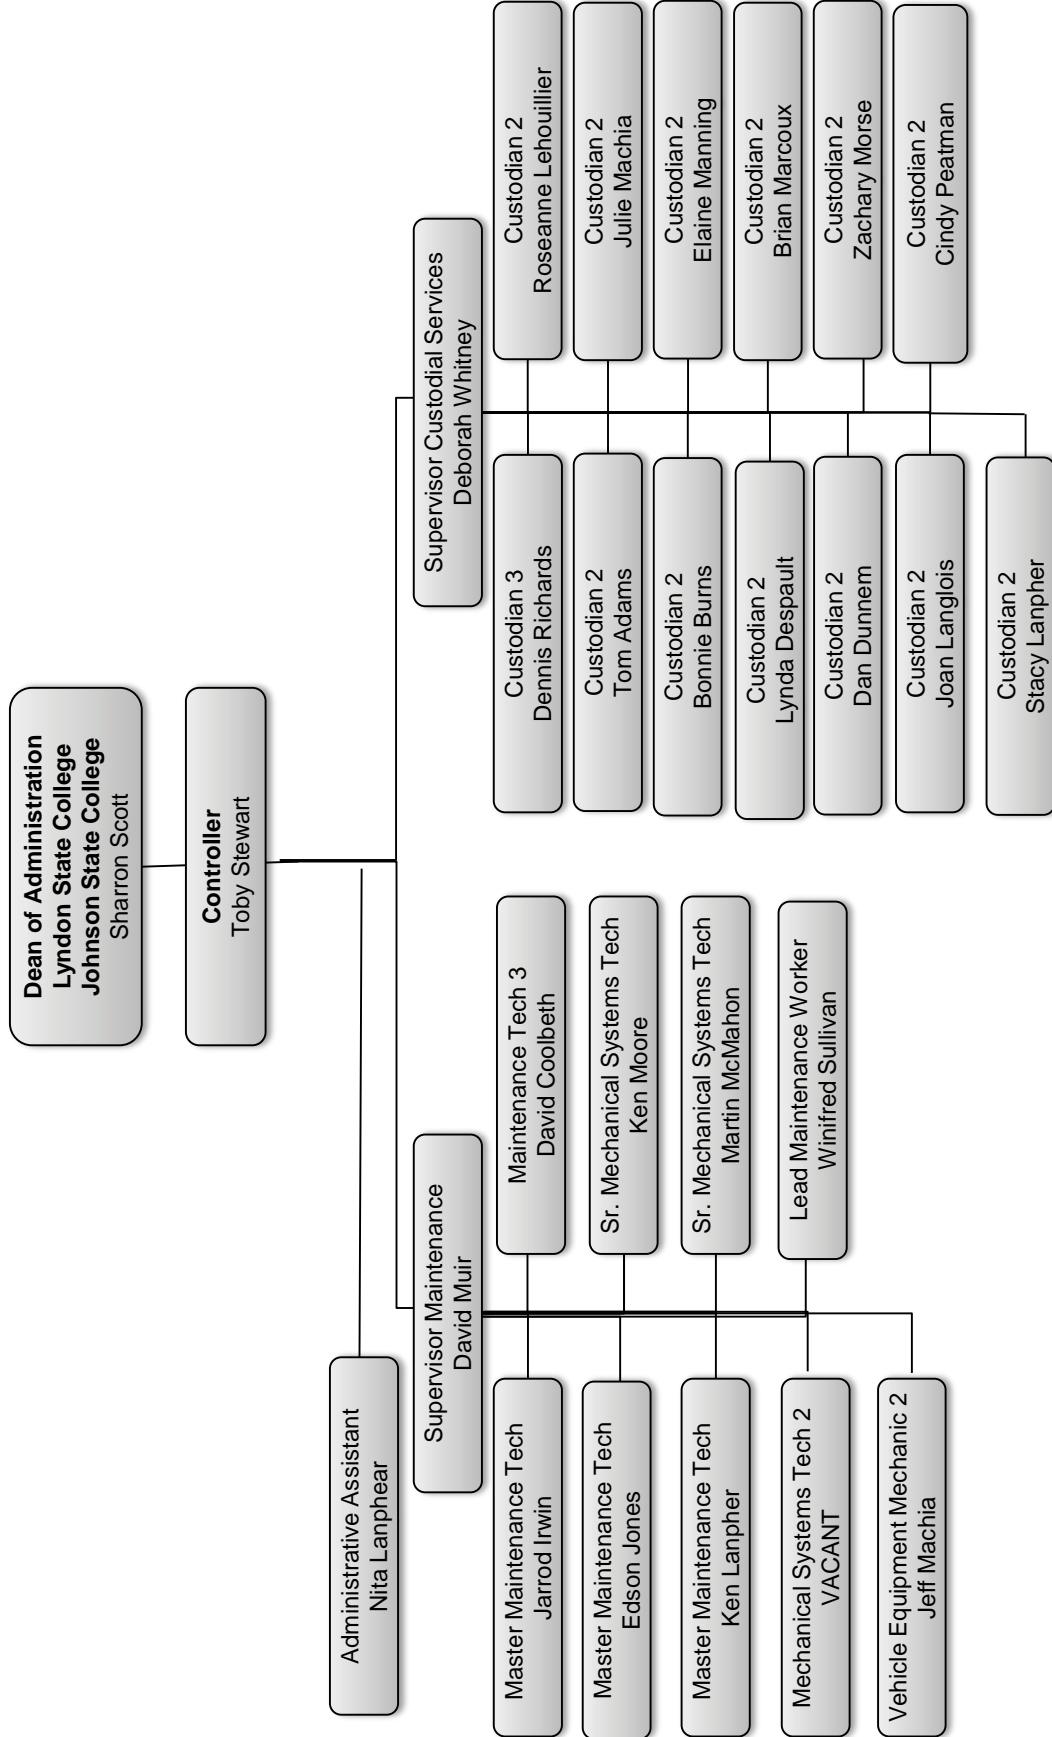 Dean of Administration
Lyndon State College
Johnson State College
Sharron Scott
Controller
Toby Stewart
Administrative Assistant
Nita Lanphear
Supervisor Maintenance
David Muir
Supervisor Custodial Services
Deborah Whitney
Master Maintenance Tech
Jarrod Irwin
Maintenance Tech 3
David Coolbeth
Master Maintenance Tech
Edson Jones
Sr. Mechanical Systems Tech
Ken Moore
Master Maintenance Tech
Ken Lanpher
Sr. Mechanical Systems Tech
Martin McMahon
Mechanical Systems Tech 2
VACANT
Lead Maintenance Worker
Winifred Sullivan
Vehicle Equipment Mechanic 2
Jeff Machia
Custodian 3
Dennis Richards
Custodian 2
Roseanne Lehouillier
Custodian 2
Tom Adams
Custodian 2
Julie Machia
Custodian 2
Bonnie Burns
Custodian 2
Elaine Manning
Custodian 2
Lynda Despault
Custodian 2
Brian Marcoux
Custodian 2
Dan Dunnem
Custodian 2
Zachary Morse
Custodian 2
Joan Langlois
Custodian 2
Cindy Peatman
Custodian 2
Stacy Lanpher